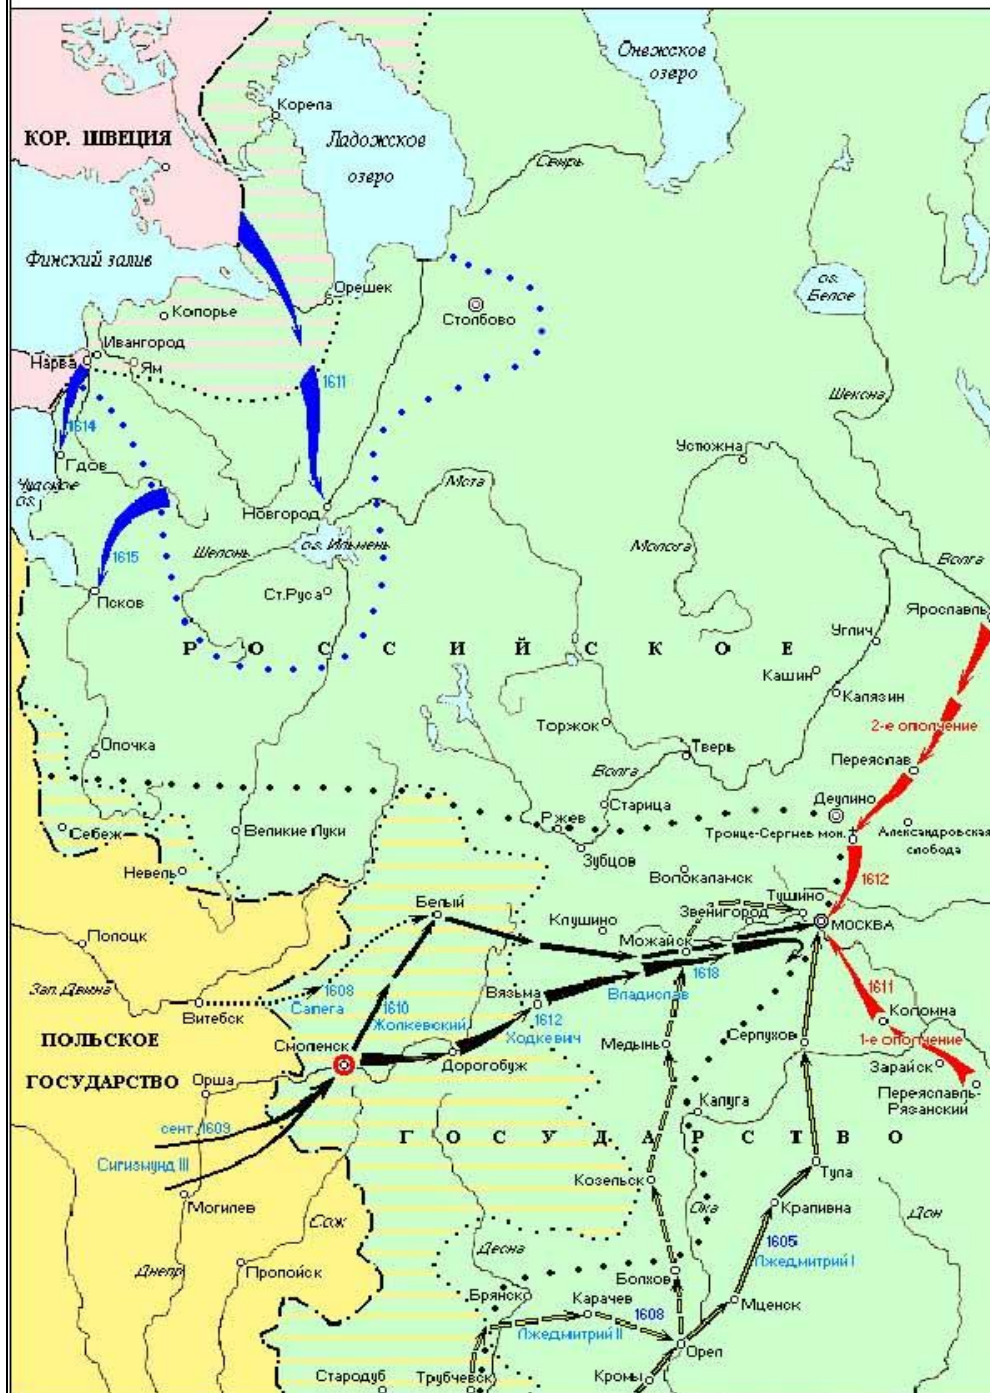 Онежское
озеро
Корела
КОР. ШВЕЦИЯ
Ладожское
озеро
Свирь
Финский залив
оз.
Белое
Орешек
Копорье
Столбово
Ивангород
Нарва
Ям
1611
Шексна
1614
Устюжна
Гдов
Чудское
оз.
Мста
Новгород
Шелонь
оз. Ильмень
Молога
1615
Волга
Псков
Ст.Руса
Ярославль
Углич
РОССИЙСКОЕ
Кашин
Калязин
Торжок
2-е ополчение
Опочка
Тверь
Переяслав
Волга
Старица
Деулино
Себеж
Великие Луки
Ржев
Тронце-Сергиев мон.
Александровская
слобода
Зубцов
Невель
Волокаламск
1612
Тушино
Белый
Клушино
Звенигород
МОСКВА
Полоцк
Можайск
1618
Зап. Двина
1608
Сапега
1610
Жолкевский
Вязьма
Владислав
1611
Витебск
1612
Ходкевич
Коломна
ПОЛЬСКОЕ
Смоленск
Медынь
Серпухов
1-е ополчение
Дорогобуж
Зарайск
ГОСУДАРСТВО
Орша
Переяславль-
Рязанский
Калуга
сент. 1609
ГОСУДАРСТВО
Сигизмунд III
Тула
Козельск
Могилев
Крапивна
Сож
Ока
Дон
Десна
1605
Лжедмитрий I
Днепр
Пропойск
Болхов
Брянск
Карачев
1608
Мценск
Лжедмитрий II
Орел
Стародуб
Трубчевск
Кромы